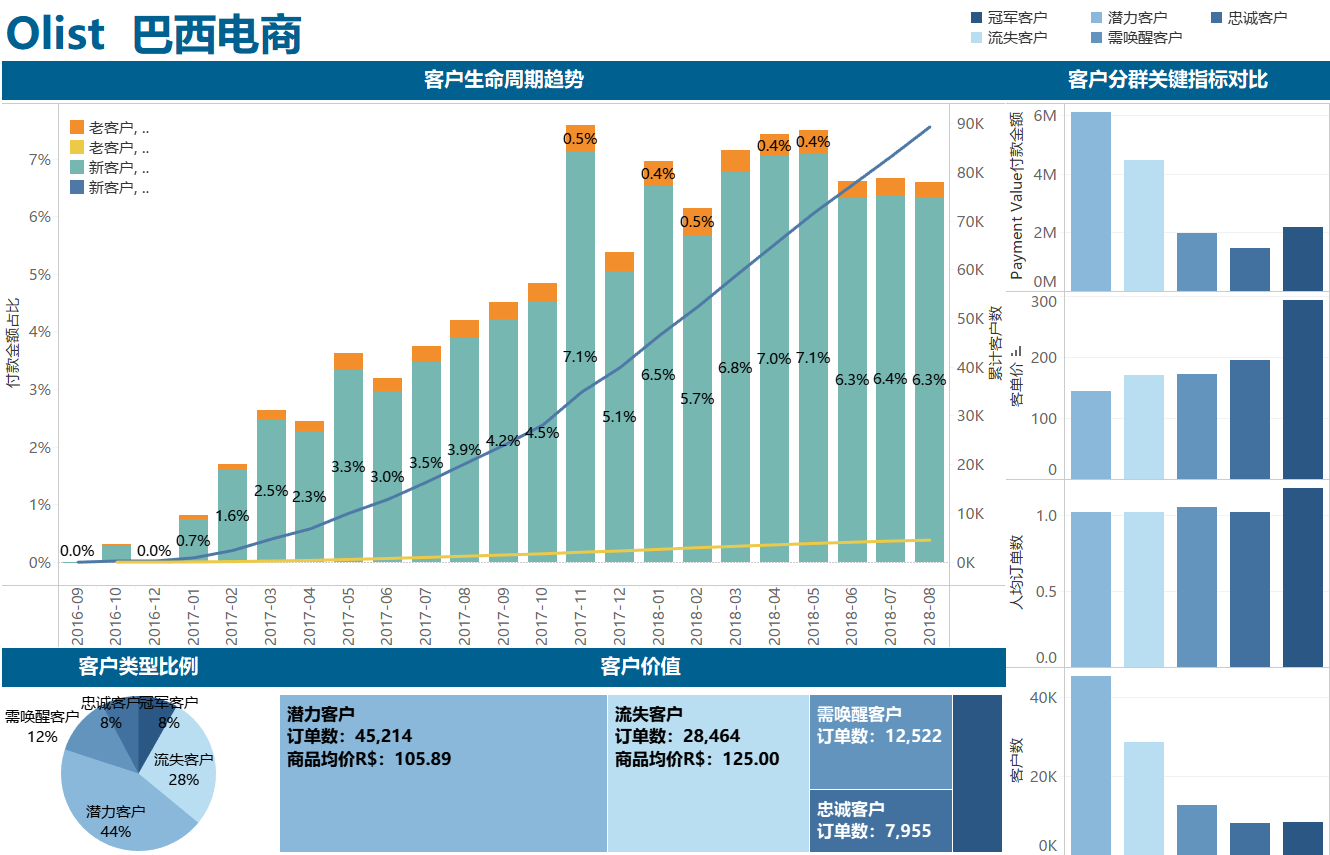 Olist 巴西电商
冠军客户
潜力客户
忠诚客户
流失客户
需唤醒客户
客户生命周期趋势
客户分群关键指标对比
老客户, ..
老客户, ..
新客户, ..
新客户, ..
付款金额占比
7%
6%
5%
4%
3%
2%
1%
0%
0.0%
0.0%
0.7%
1.6%
2.5%
2.3%
3.3%
3.0%
3.5%
3.9%
4.2%
4.5%
7.1%
0.5%
5.1%
6.5%
0.4%
5.7%
0.5%
6.8%
7.0%
0.4%
7.1%
0.4%
6.3%
6.4%
6.3%
90K
80K
70K
60K
50K
40K
30K
20K
10K
0K
累计客户数
2016-09
2016-10
2016-12
2017-01
2017-02
2017-03
2017-04
2017-05
2017-06
2017-07
2017-08
2017-09
2017-10
2017-11
2017-12
2018-01
2018-02
2018-03
2018-04
2018-05
2018-06
2018-07
2018-08
Payment Value付款金额
6M
4M
2M
0M
客单价
300
200
100
0
人均订单数
1.0
0.5
0.0
客户数
40K
20K
0K
客户类型比例
忠诚客户
8%
冠军客户
8%
需唤醒客户
12%
流失客户
28%
潜力客户
44%
客户价值
潜力客户
订单数：45,214
商品均价R$：105.89
流失客户
订单数：28,464
商品均价R$：125.00
需唤醒客户
订单数：12,522
忠诚客户
订单数：7,955